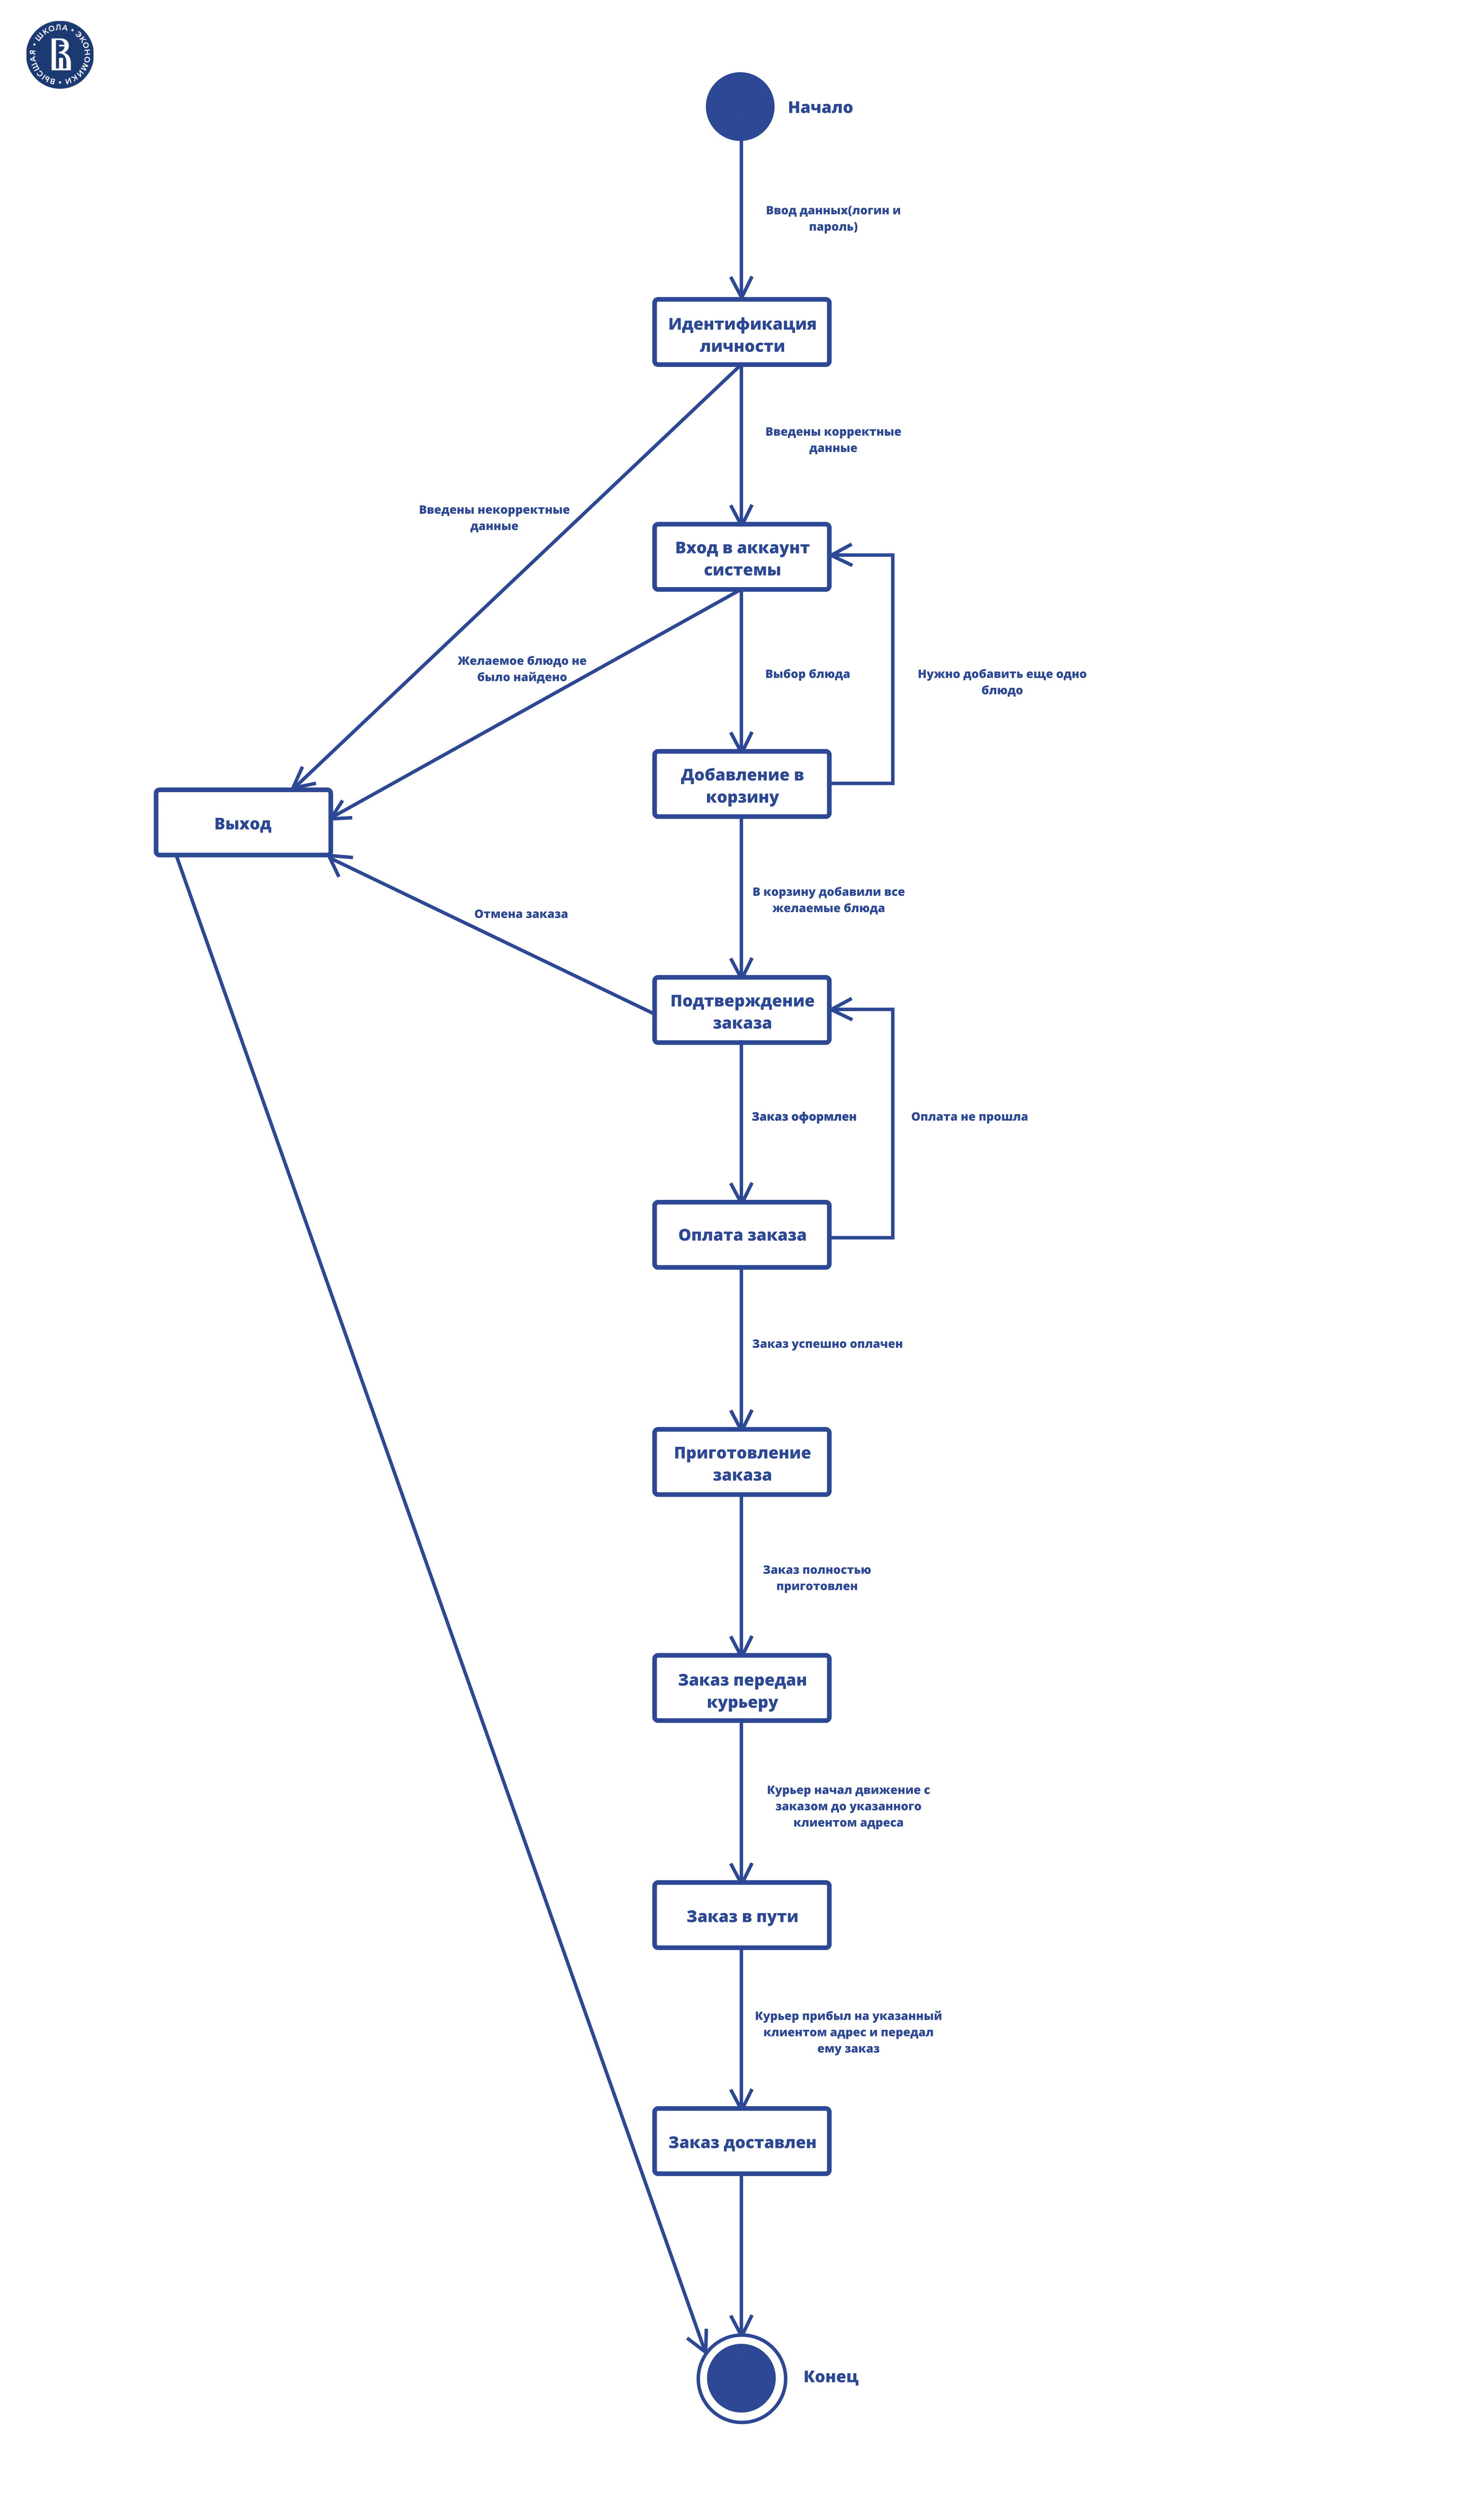 ВЫСШАЯ • ШКОЛА • ЭКОНОМИКИ •
Начало
Ввод данных(логин и
пароль)
Идентификация
личности
Введены корректные
данные
Введены некорректные
данные
Вход в аккаунт
системы
Желаемое блюдо не
было найдено
Выбор блюда
Нужно добавить еще одно
блюдо
Добавление в
корзину
Выход
В корзину добавили все
желаемые блюда
Отмена заказа
Подтверждение
заказа
Заказ оформлен
Оплата не прошла
Оплата заказа
Заказ успешно оплачен
Приготовление
заказа
Заказ полностью
приготовлен
Заказ передан
курьеру
Курьер начал движение с
заказом до указанного
клиентом адреса
Заказ в пути
Курьер прибыл на указанный
клиентом адрес и передал
ему заказ
Заказ доставлен
Конец